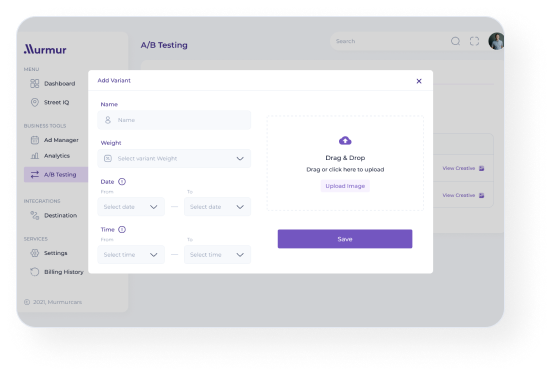 Murmur
A/B Testing
Search
MENU
Dashboard
Street IQ
BUSINESS TOOLS
Ad Manager
Analytics
A/B Testing
INTEGRATIONS
Destination
SERVICES
Settings
Billing History
© 2021, Murmurcars
Add Variant
Name
Name
Weight
Select variant Weight
Date
From
To
Select date
Select date
Time
From
To
Select time
Select time
Drag & Drop
Drag or click here to upload
Upload Image
Save
View Creative
View Creative